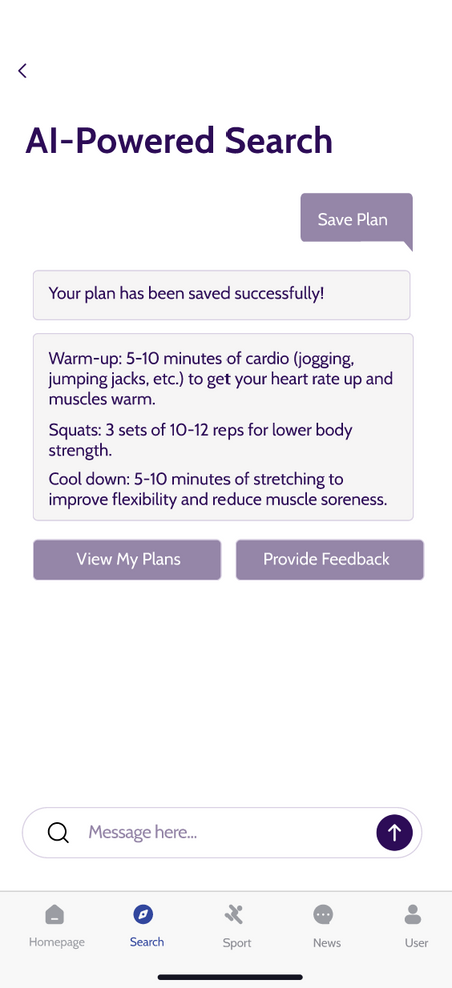 AI-Powered Search
Save Plan
Your plan has been saved successfully!
Warm-up: 5-10 minutes of cardio (jogging,
jumping jacks, etc.) to get your heart rate up and
muscles warm.
Squats: 3 sets of 10-12 reps for lower body
strength.
Cool down: 5-10 minutes of stretching to
improve flexibility and reduce muscle soreness.
View My Plans
Provide Feedback
Message here...
Homepage
Search
Sport
News
User